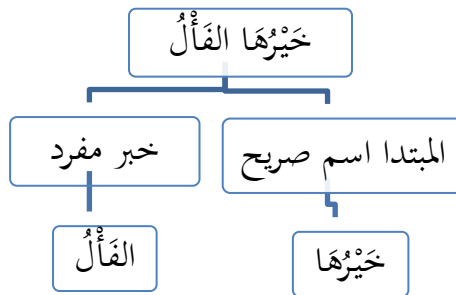 خَيْرُهَا الفَأْلُ
المبتدا اسم صريح
خبر مفرد
خَيْرُهَا
الفَأْلُ